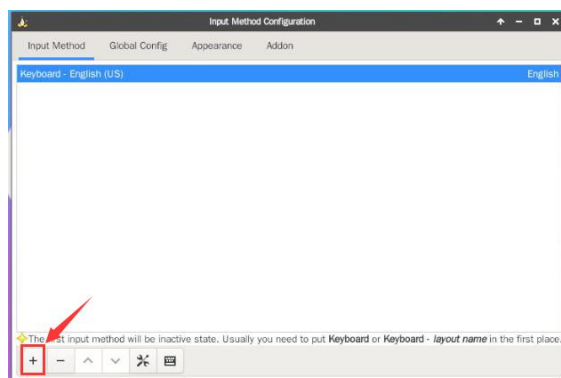 Input Method Configuration
Input Method Global Config Appearance Addon
Keyboard - English (US) English
The first input method will be inactive state. Usually you need to put Keyboard or Keyboard - layout name in the first place.